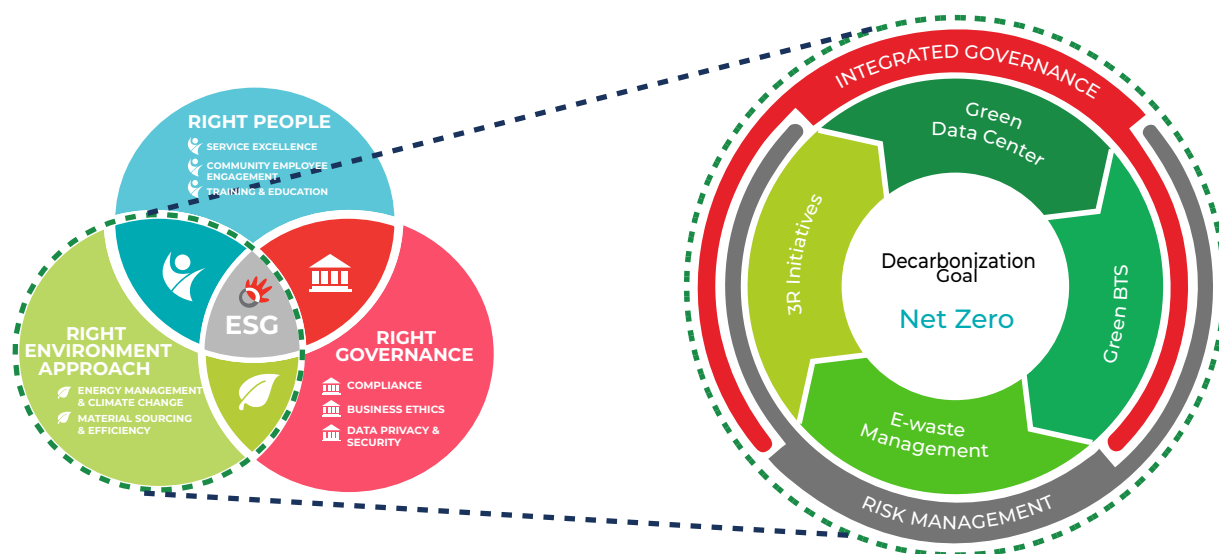 RIGHT PEOPLE
SERVICE EXCELLENCE
COMMUNITY EMPLOYEE
ENGAGEMENT
TRAINING & EDUCATION
ESG
RIGHT
ENVIRONMENT
APPROACH
ENERGY MANAGEMENT
& CLIMATE CHANGE
MATERIAL SOURCING
& EFFICIENCY
RIGHT
GOVERNANCE
COMPLIANCE
BUSINESS ETHICS
DATA PRIVACY &
SECURITY
INTEGRATED GOVERNANCE
Green
Data Center
Green BTS
E-waste
Management
3R Initiatives
Decarbonization
Goal
Net Zero
RISK MANAGEMENT